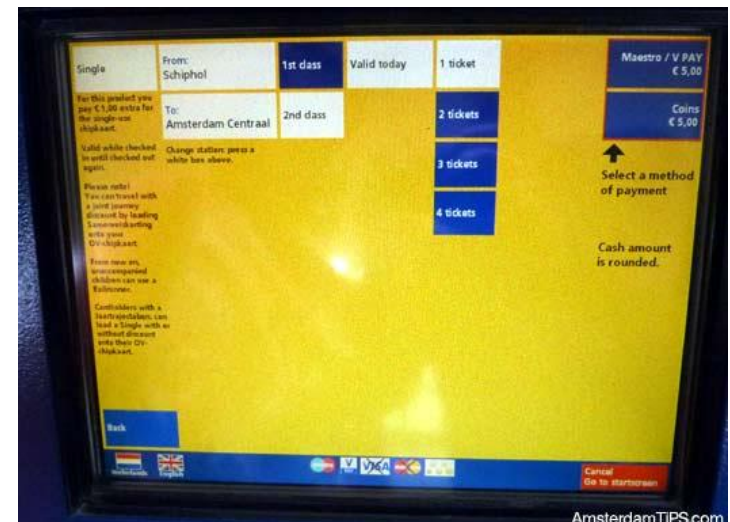 Single
From:
Schiphol
1st class
Valid today
1 ticket
Maestro / V PAY
€ 5,00
For this product you
pay € 1,00 extra for
the single-use
chipkaart.
To:
Amsterdam Centraal
2nd class
2 tickets
Coins
€ 5,00
Valid while checked
in until checked out
again.
Change station: press a
white box above.
3 tickets
Select a method
of payment
Please note!
You can travel with
a joint journey
discount by loading
Samenreiskorting
onto your
OV-chipkaart.
4 tickets
Cash amount
is rounded.
From now on,
unaccompanied
children can use a
Railrunner.
Cardholders with a
Jaartrajectabon. can
load a Single with or
without discount
onto their OV-
chipkaart.
Back
Nederlands
English
V
PAY
VISA
Cancel
Go to startscreen
AmsterdamTiPS.com